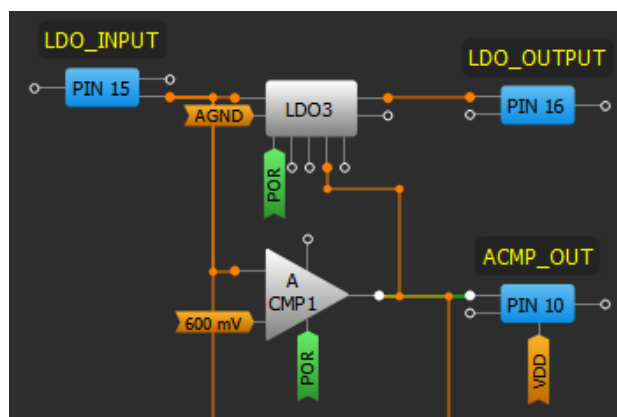 LDO_INPUT
LDO_OUTPUT
PIN 15
LDO3
PIN 16
AGND
POR
ACMP_OUT
A
CMP1
PIN 10
600 mV
POR
VDD